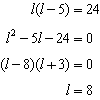 l(l − 5) = 24
l² − 5l − 24 = 0
(l − 8)(l + 3) = 0
l = 8